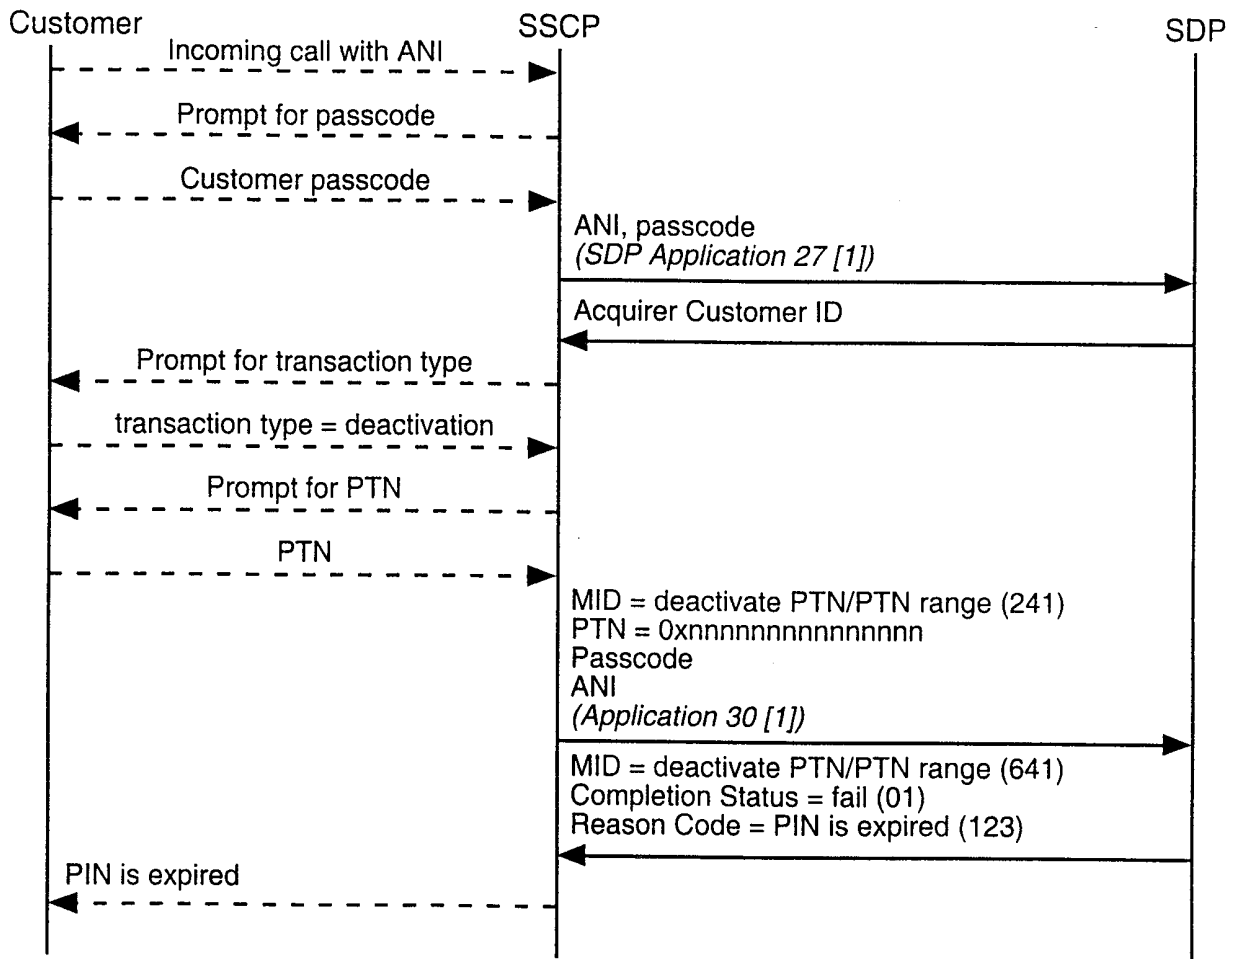 Customer
SSCP
SDP
Incoming call with ANI
Prompt for passcode
Customer passcode
ANI, passcode
(SDP Application 27 [1])
Acquirer Customer ID
Prompt for transaction type
transaction type = deactivation
Prompt for PTN
PTN
MID = deactivate PTN/PTN range (241)
PTN = 0xnnnnnnnnnnnnnnnn
Passcode
ANI
(Application 30 [1])
MID = deactivate PTN/PTN range (641)
Completion Status = fail (01)
Reason Code = PIN is expired (123)
PIN is expired